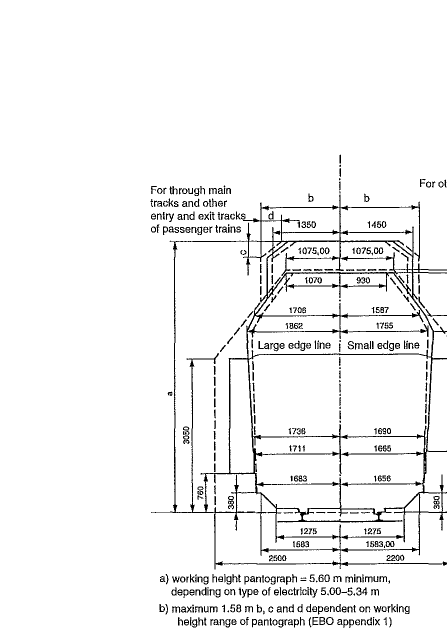 For through main
tracks and other
entry and exit tracks
of passenger trains
For ot
b b
d
1350 1450
c
1075,00 1075,00
1070 930
1706 1587
1862 1755
Large edge line Small edge line
a
3050
1736 1690
1711 1665
1683 1656
760
380 380
1275 1275
1583 1583,00
2500 2200
a) working height pantograph = 5.60 m minimum,
depending on type of electricity 5.00–5.34 m
b) maximum 1.58 m b, c and d dependent on working
height range of pantograph (EBO appendix 1)